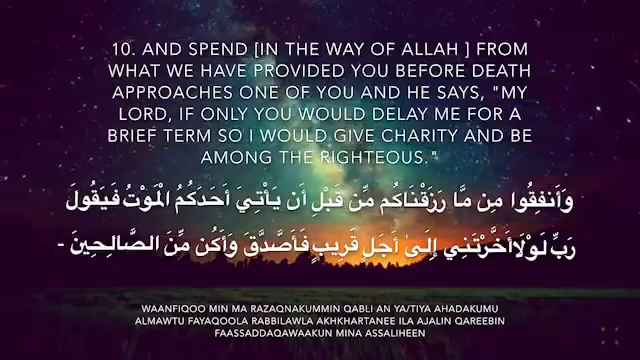 10. AND SPEND [IN THE WAY OF ALLAH ] FROM
WHAT WE HAVE PROVIDED YOU BEFORE DEATH
APPROACHES ONE OF YOU AND HE SAYS, "MY
LORD, IF ONLY YOU WOULD DELAY ME FOR A
BRIEF TERM SO I WOULD GIVE CHARITY AND BE
AMONG THE RIGHTEOUS."
وَأَنفِقُوا مِن مَّا رَزَقْنَاكُم مِّن قَبْلِ أَن يَأْتِيَ أَحَدَكُمُ الْمَوْتُ فَيَقُولَ
رَبِّ لَوْلَا أَخَّرْتَنِي إِلَىٰ أَجَلٍ قَرِيبٍ فَأَصَّدَّقَ وَأَكُن مِّنَ الصَّالِحِينَ -
WAANFIQOO MIN MA RAZAQNAKUMMIN QABLI AN YA/TIYA AHADAKUMU
ALMAWTU FAYAQOOLA RABBILAWLA AKHKHARTANEE ILA AJALIN QAREEBIN
FAASSADDAQAWAAKUN MINA ASSALIHEEN